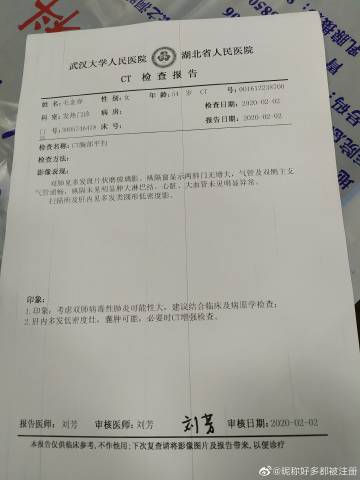 武汉大学人民医院 湖北省人民医院
CT 检查报告
姓名:毛金春 性别:女 年龄:54 岁 CT 号:001612238700
科室:发热门诊 病房: 检查日期:2020-02-02
门 号:3005746478 床号:
检查名称:CT胸部平扫
检查方法:
影像表现:
双肺见多发斑片状磨玻璃影。纵隔窗显示两肺门无增大,气管及双侧主支
气管通畅,纵隔未见明显肿大淋巴结。心脏、大血管未见明显异常。
扫描所及肝内见多发类圆形低密度影。
印象:
1.印象:考虑双肺病毒性肺炎可能性大,建议结合临床及病原学检查;
2.肝内多发低密度灶,囊肿可能,必要时CT增强检查。
报告医师:刘芳 审核医师:刘芳 刘芳 审核日期:2020-02-02
本报告仅供临床参考,不作他用;下次复查请将影像图片及报告带来,以便诊疗
@昵称好多都被注册